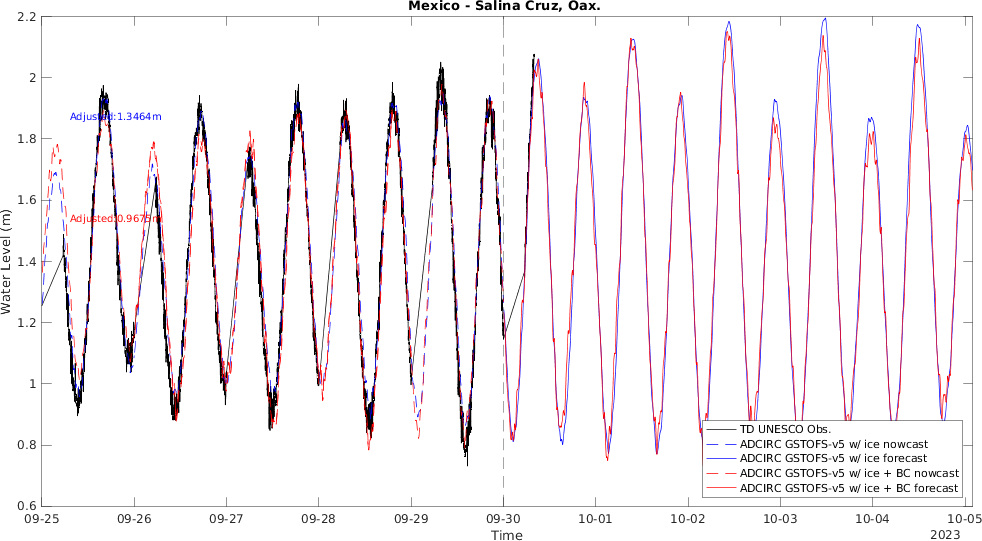 Mexico - Salina Cruz, Oax.
2.2
2
1.8
1.6
1.4
1.2
1
0.8
0.6
Water Level (m)
Adjusted:1.3464m
Adjusted:0.9675m
TD UNESCO Obs.
ADCIRC GSTOFS-v5 w/ ice nowcast
ADCIRC GSTOFS-v5 w/ ice forecast
ADCIRC GSTOFS-v5 w/ ice + BC nowcast
ADCIRC GSTOFS-v5 w/ ice + BC forecast
09-25 09-26 09-27 09-28 09-29 09-30 10-01 10-02 10-03 10-04 10-05
Time
2023